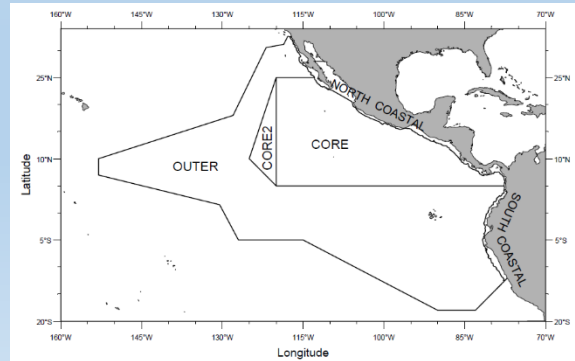 160°W 145°W 130°W 115°W 100°W 85°W 70°W
25°N 25°N
NORTH COASTAL
CORE2
CORE
10°N 10°N
OUTER
Latitude
SOUTH COASTAL
5°S 5°S
20°S 20°S
160°W 145°W 130°W 115°W 100°W 85°W 70°W
Longitude